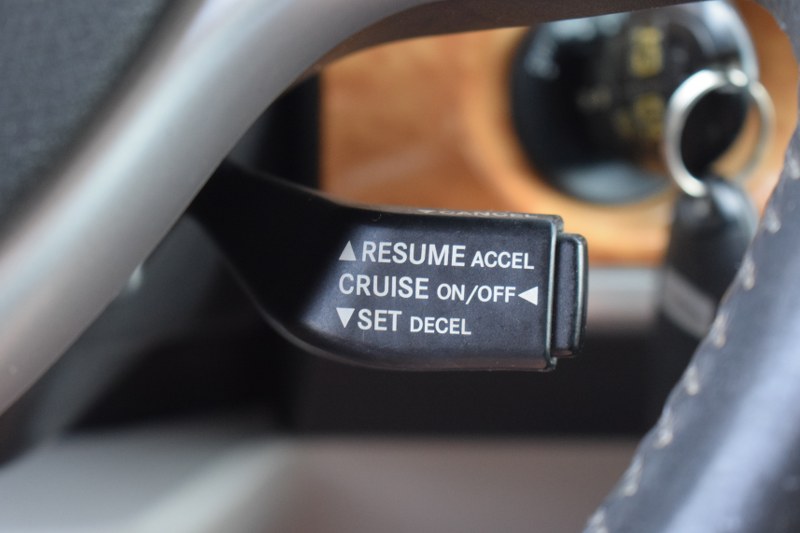 ▲RESUME ACCEL
CRUISE ON/OFF◀
▼SET DECEL